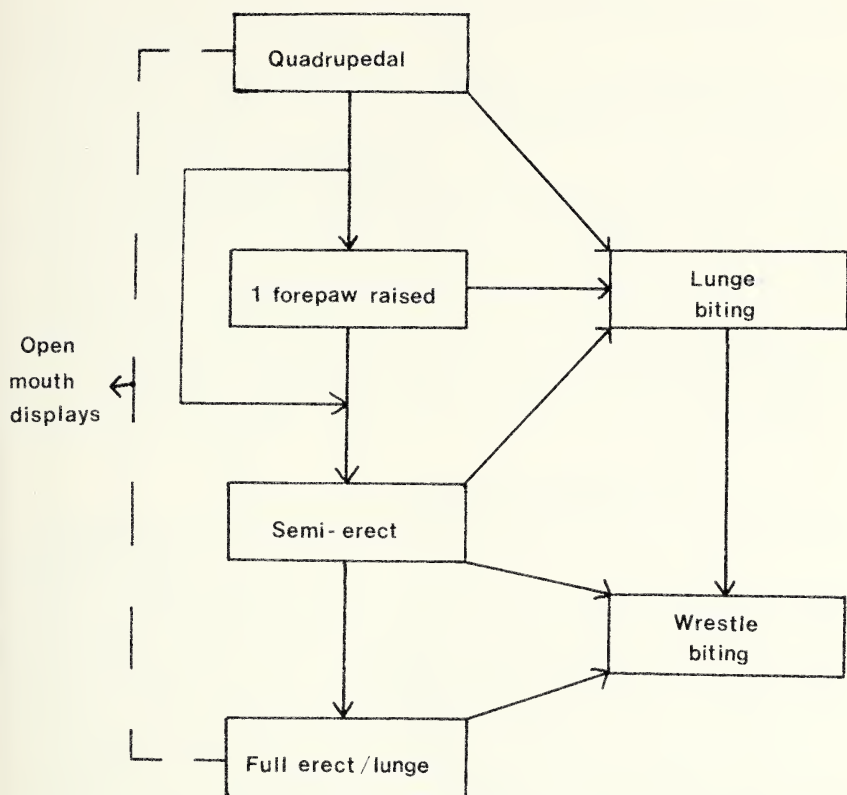 Quadrupedal
1 forepaw raised
Lunge
biting
Open
mouth
displays
Semi-erect
Wrestle
biting
Full erect/lunge